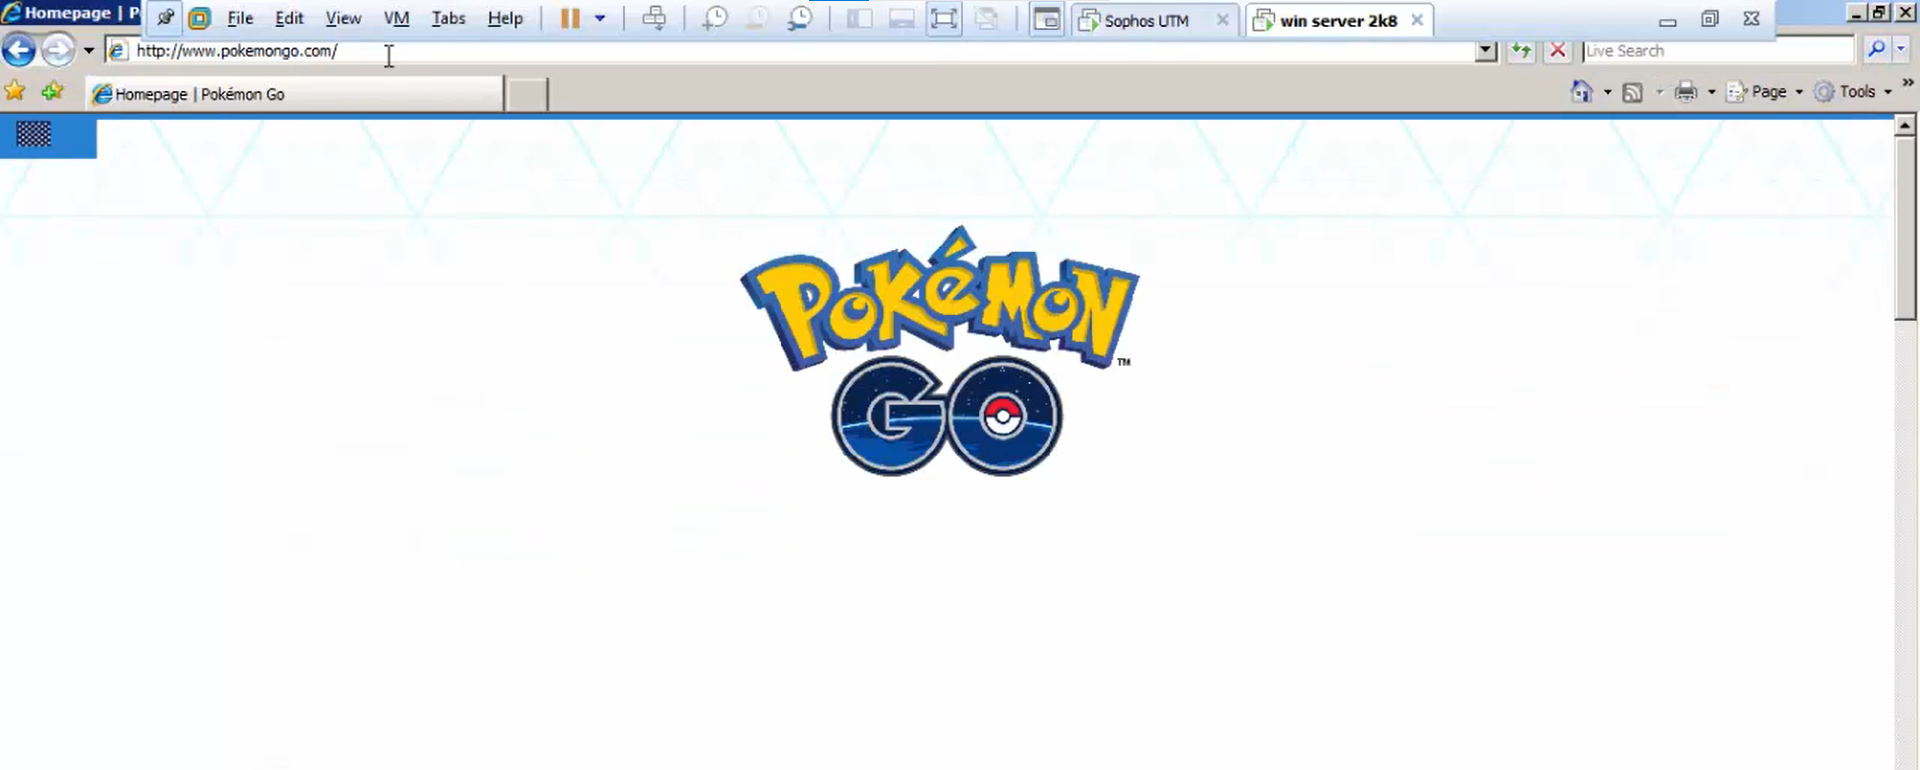 Homepage | P
File Edit View VM Tabs Help
Sophos UTM
win server 2k8
http://www.pokemongo.com/
Live Search
Homepage | Pokémon Go
Page
Tools
POKéMON
TM
GO